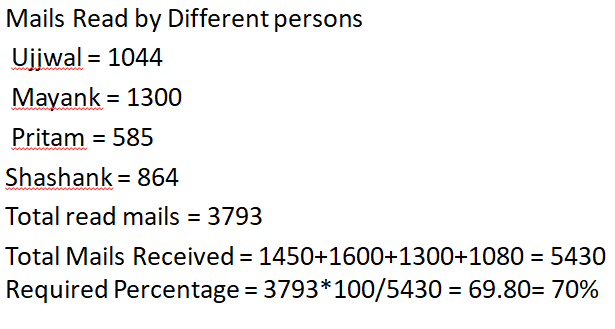 Mails Read by Different persons
Ujjwal = 1044
Mayank = 1300
Pritam = 585
Shashank = 864
Total read mails = 3793
Total Mails Received = 1450+1600+1300+1080 = 5430
Required Percentage = 3793*100/5430 = 69.80= 70%